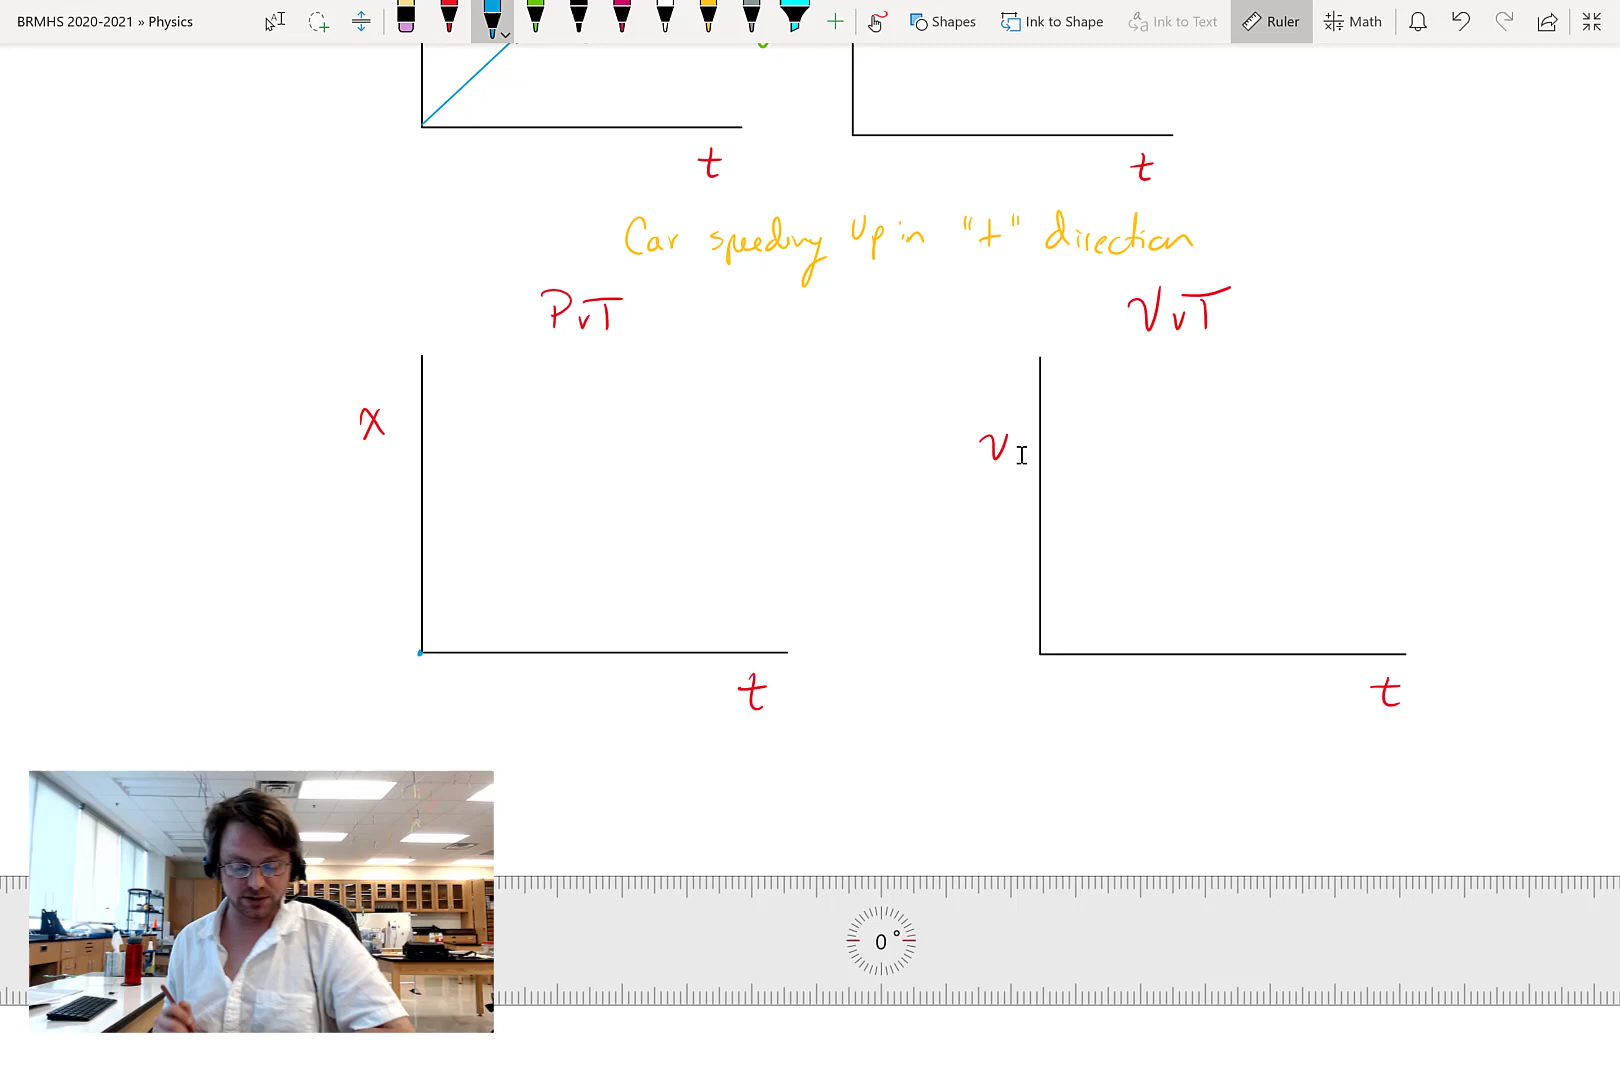 BRMHS 2020-2021 » Physics
Shapes
Ink to Shape
Ink to Text
Ruler
Math
t
t
Car speeding up in "+" direction
PvT
VvT
x
v
t
t
0°